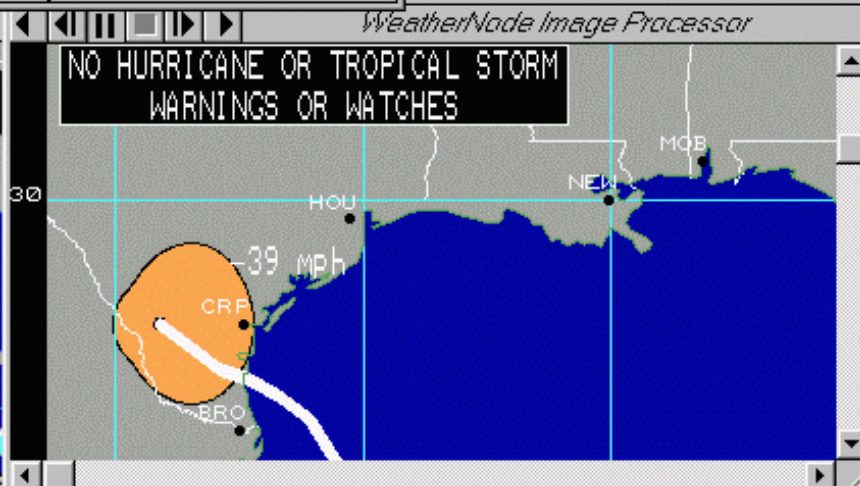 WeatherNode Image Processor
NO HURRICANE OR TROPICAL STORM
WARNINGS OR WATCHES
MOB
NEW
30
HOU
-39 mph
CRP
BRO